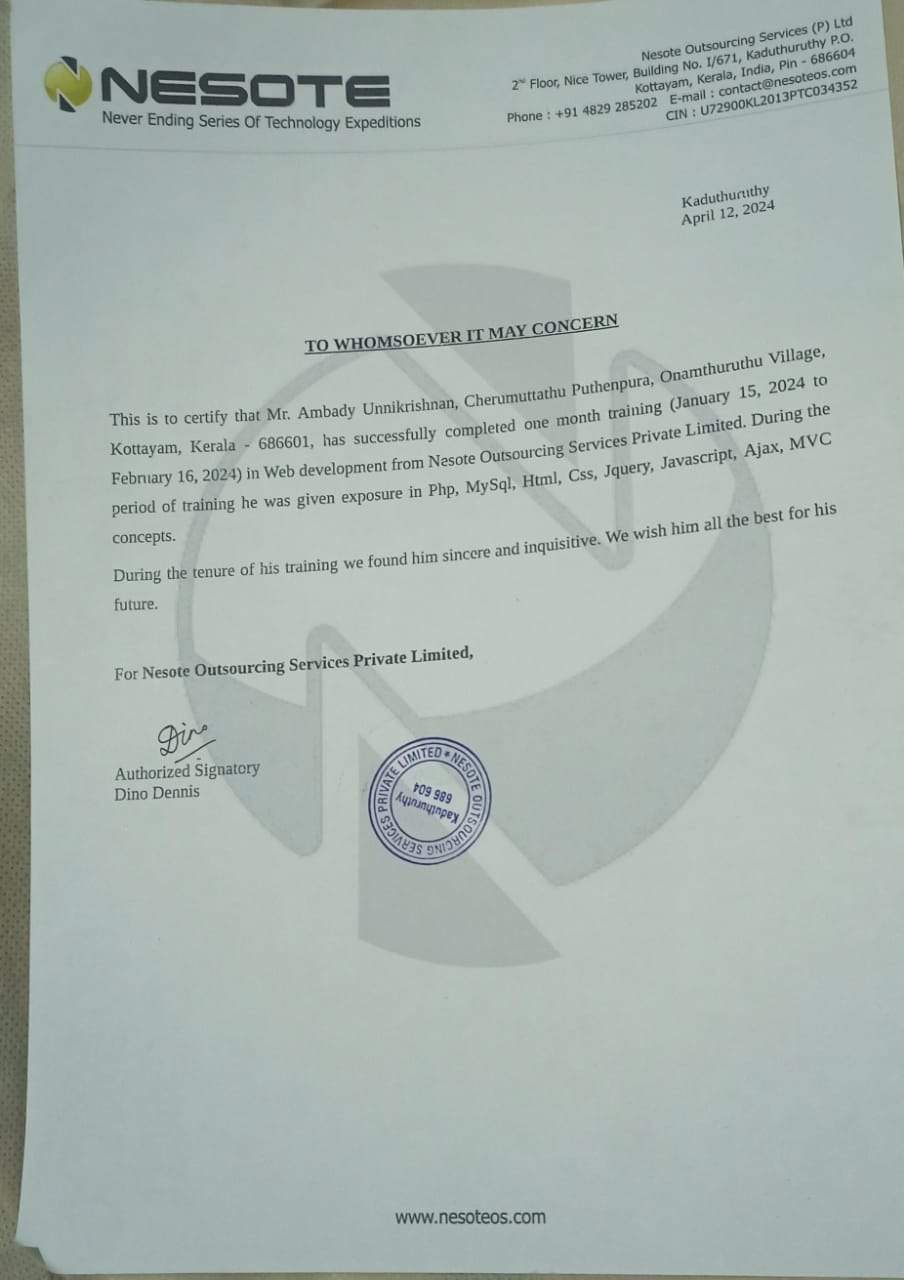 NESOTE
Never Ending Series Of Technology Expeditions
Nesote Outsourcing Services (P) Ltd
2nd Floor, Nice Tower, Building No. I/671, Kaduthuruthy P.O.
Kottayam, Kerala, India, Pin - 686604
Phone : +91 4829 285202 E-mail : contact@nesoteos.com
CIN : U72900KL2013PTC034352
Kaduthuruthy
April 12, 2024
TO WHOMSOEVER IT MAY CONCERN
This is to certify that Mr. Ambady Unnikrishnan, Cherumuttathu Puthenpura, Onamthuruthu Village,
Kottayam, Kerala - 686601, has successfully completed one month training (January 15, 2024 to
February 16, 2024) in Web development from Nesote Outsourcing Services Private Limited. During the
period of training he was given exposure in Php, MySql, Html, Css, Jquery, Javascript, Ajax, MVC
concepts.
During the tenure of his training we found him sincere and inquisitive. We wish him all the best for his
future.
For Nesote Outsourcing Services Private Limited,
Dino
Authorized Signatory
Dino Dennis
NESOTE OUTSOURCING SERVICES PRIVATE LIMITED *
Kaduthuruthy
686 604
www.nesoteos.com